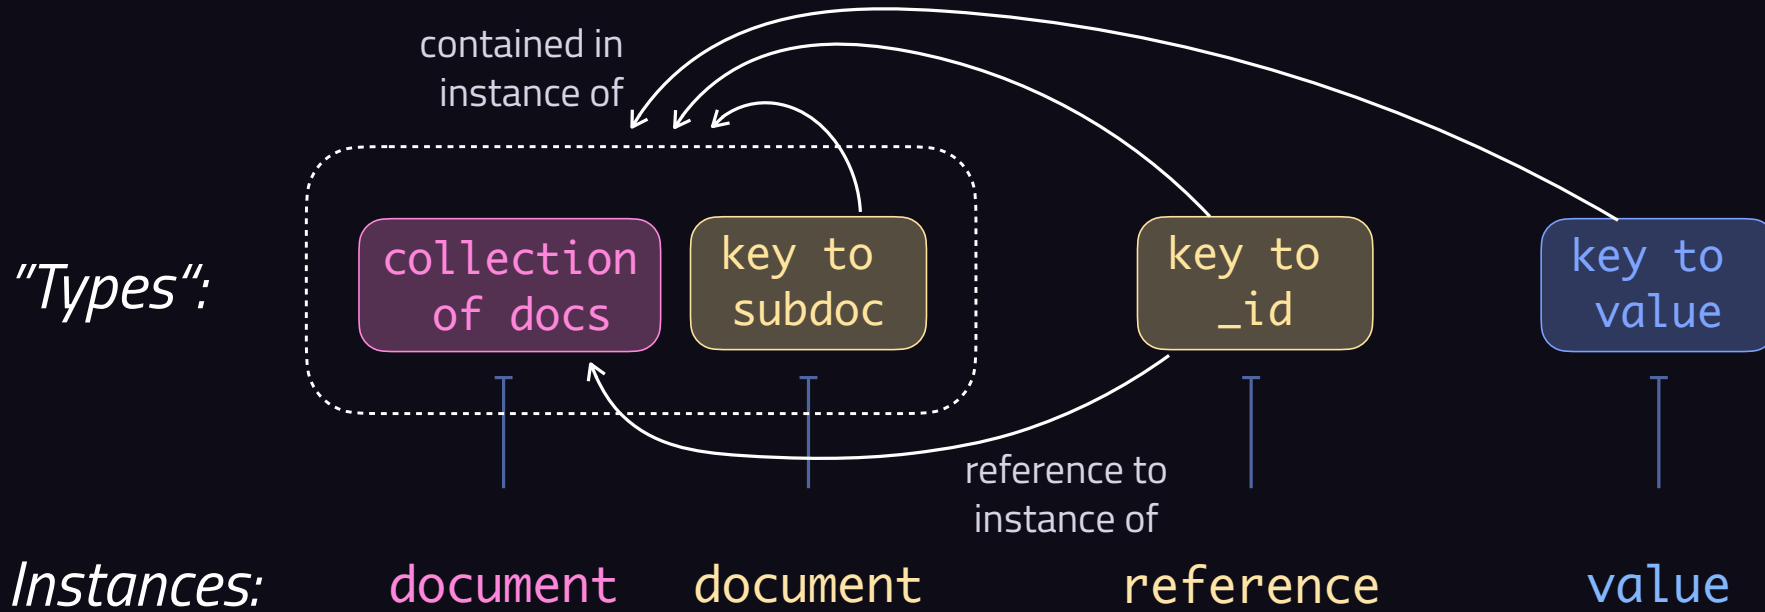 contained in
instance of
"Types“:
collection
of docs
key to
subdoc
key to
_id
key to
value
reference to
instance of
Instances:
document
document
reference
value